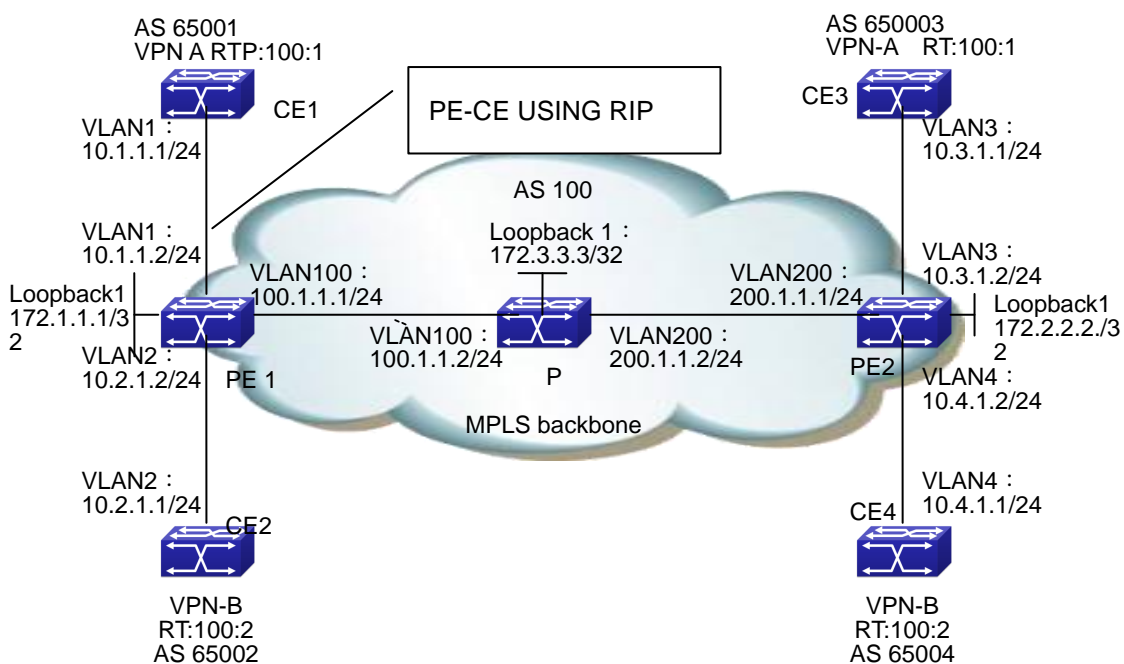 AS 65001
VPN A RTP:100:1
CE1
VLAN1：
10.1.1.1/24
PE-CE USING RIP
AS 650003
VPN-A RT:100:1
CE3
VLAN3：
10.3.1.1/24
AS 100
Loopback 1：
172.3.3.3/32
VLAN1：
10.1.1.2/24
VLAN100：
100.1.1.1/24
Loopback1
172.1.1.1/3
2
VLAN2：
10.2.1.2/24
PE 1
VLAN100：
100.1.1.2/24
P
VLAN200：
200.1.1.2/24
VLAN200：
200.1.1.1/24
VLAN3：
10.3.1.2/24
Loopback1
172.2.2.2./3
2
PE2
VLAN4：
10.4.1.2/24
MPLS backbone
VLAN2：
10.2.1.1/24
CE2
VPN-B
RT:100:2
AS 65002
VLAN4：
10.4.1.1/24
CE4
VPN-B
RT:100:2
AS 65004